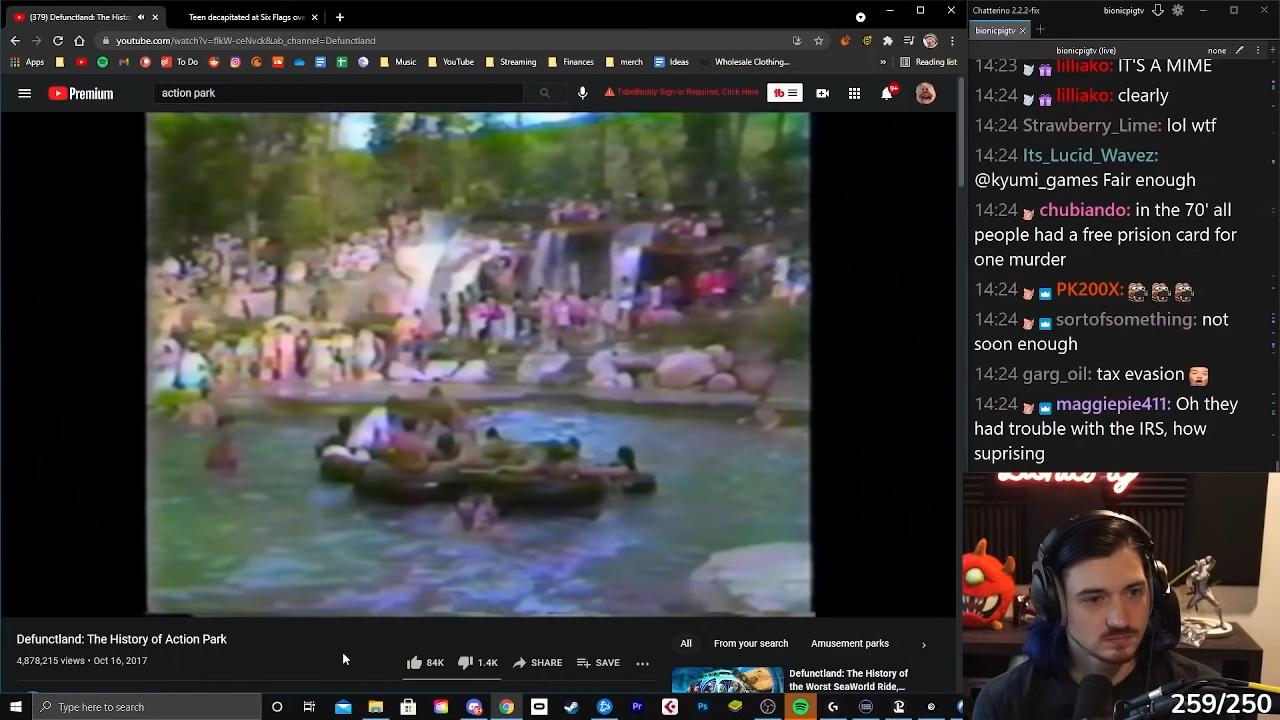 (379) Defunctland: The Histo
Teen decapitated at Six Flags ove
Chatterino 2.2.2-fix
bionicpigtv
bionicpigtv
youtube.com/watch?v=flkW-ceNvck&ab_channel=Defunctland
bionicpigtv (live)
none
Apps
To Do
Music
YouTube
Streaming
Finances
merch
Ideas
Wholesale Clothing...
Reading list
Premium
action park
TubeBuddy Sign-in Required, Click Here
tb
9+
14:23 lilliako: IT'S A MIME
14:24 lilliako: clearly
14:24 Strawberry_Lime: lol wtf
14:24 Its_Lucid_Wavez:
@kyumi_games Fair enough
14:24 chubiando: in the 70' all
people had a free prision card for
one murder
14:24 PK200X:
14:24 sortofsomething: not
soon enough
14:24 garg_oil: tax evasion
14:24 maggiepie411: Oh they
had trouble with the IRS, how
suprising
Defunctland: The History of Action Park
4,878,215 views • Oct 16, 2017
84K
1.4K
SHARE
SAVE
All
From your search
Amusement parks
Defunctland: The History of
the Worst SeaWorld Ride,...
Type here to search
Pr
Ps
259/250